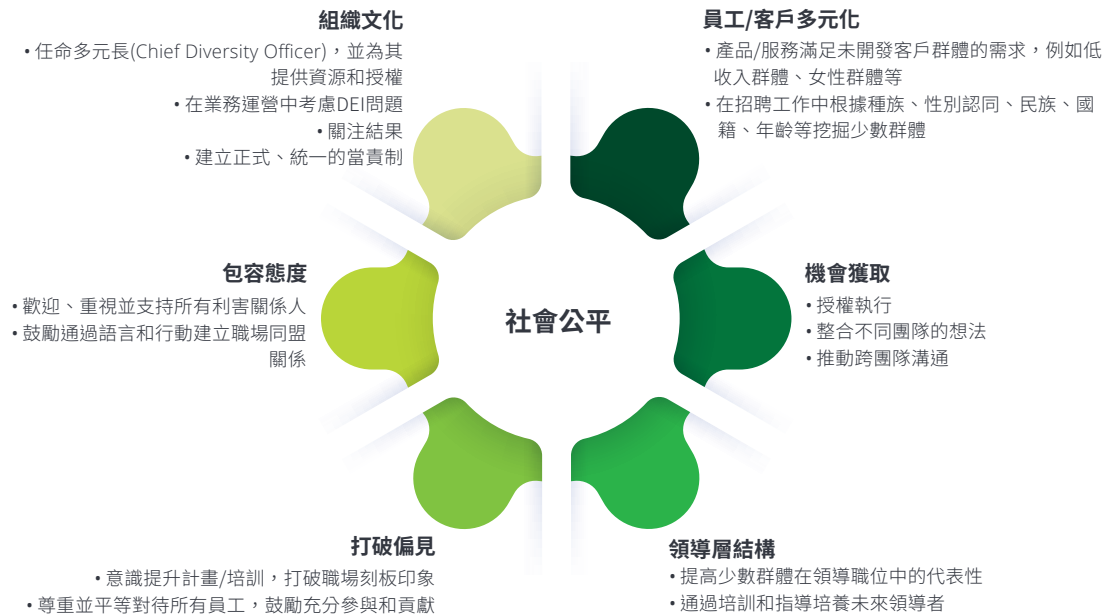 組織文化
• 任命多元長(Chief Diversity Officer)，並為其
提供資源和授權
• 在業務運營中考慮DEI問題
• 關注結果
• 建立正式、統一的當責制
員工/客戶多元化
• 產品/服務滿足未開發客戶群體的需求，例如低
收入群體、女性群體等
• 在招聘工作中根據種族、性別認同、民族、國
籍、年齡等挖掘少數群體
包容態度
• 歡迎、重視並支持所有利害關係人
• 鼓勵通過語言和行動建立職場同盟
關係
社會公平
機會獲取
• 授權執行
• 整合不同團隊的想法
• 推動跨團隊溝通
打破偏見
• 意識提升計畫/培訓，打破職場刻板印象
• 尊重並平等對待所有員工，鼓勵充分參與和貢獻
領導層結構
• 提高少數群體在領導職位中的代表性
• 通過培訓和指導培養未來領導者